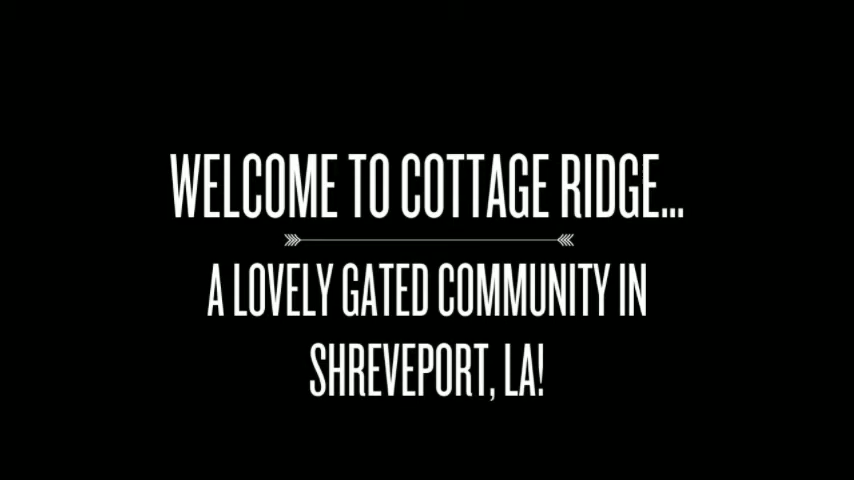 WELCOME TO COTTAGE RIDGE...
A LOVELY GATED COMMUNITY IN
SHREVEPORT, LA!